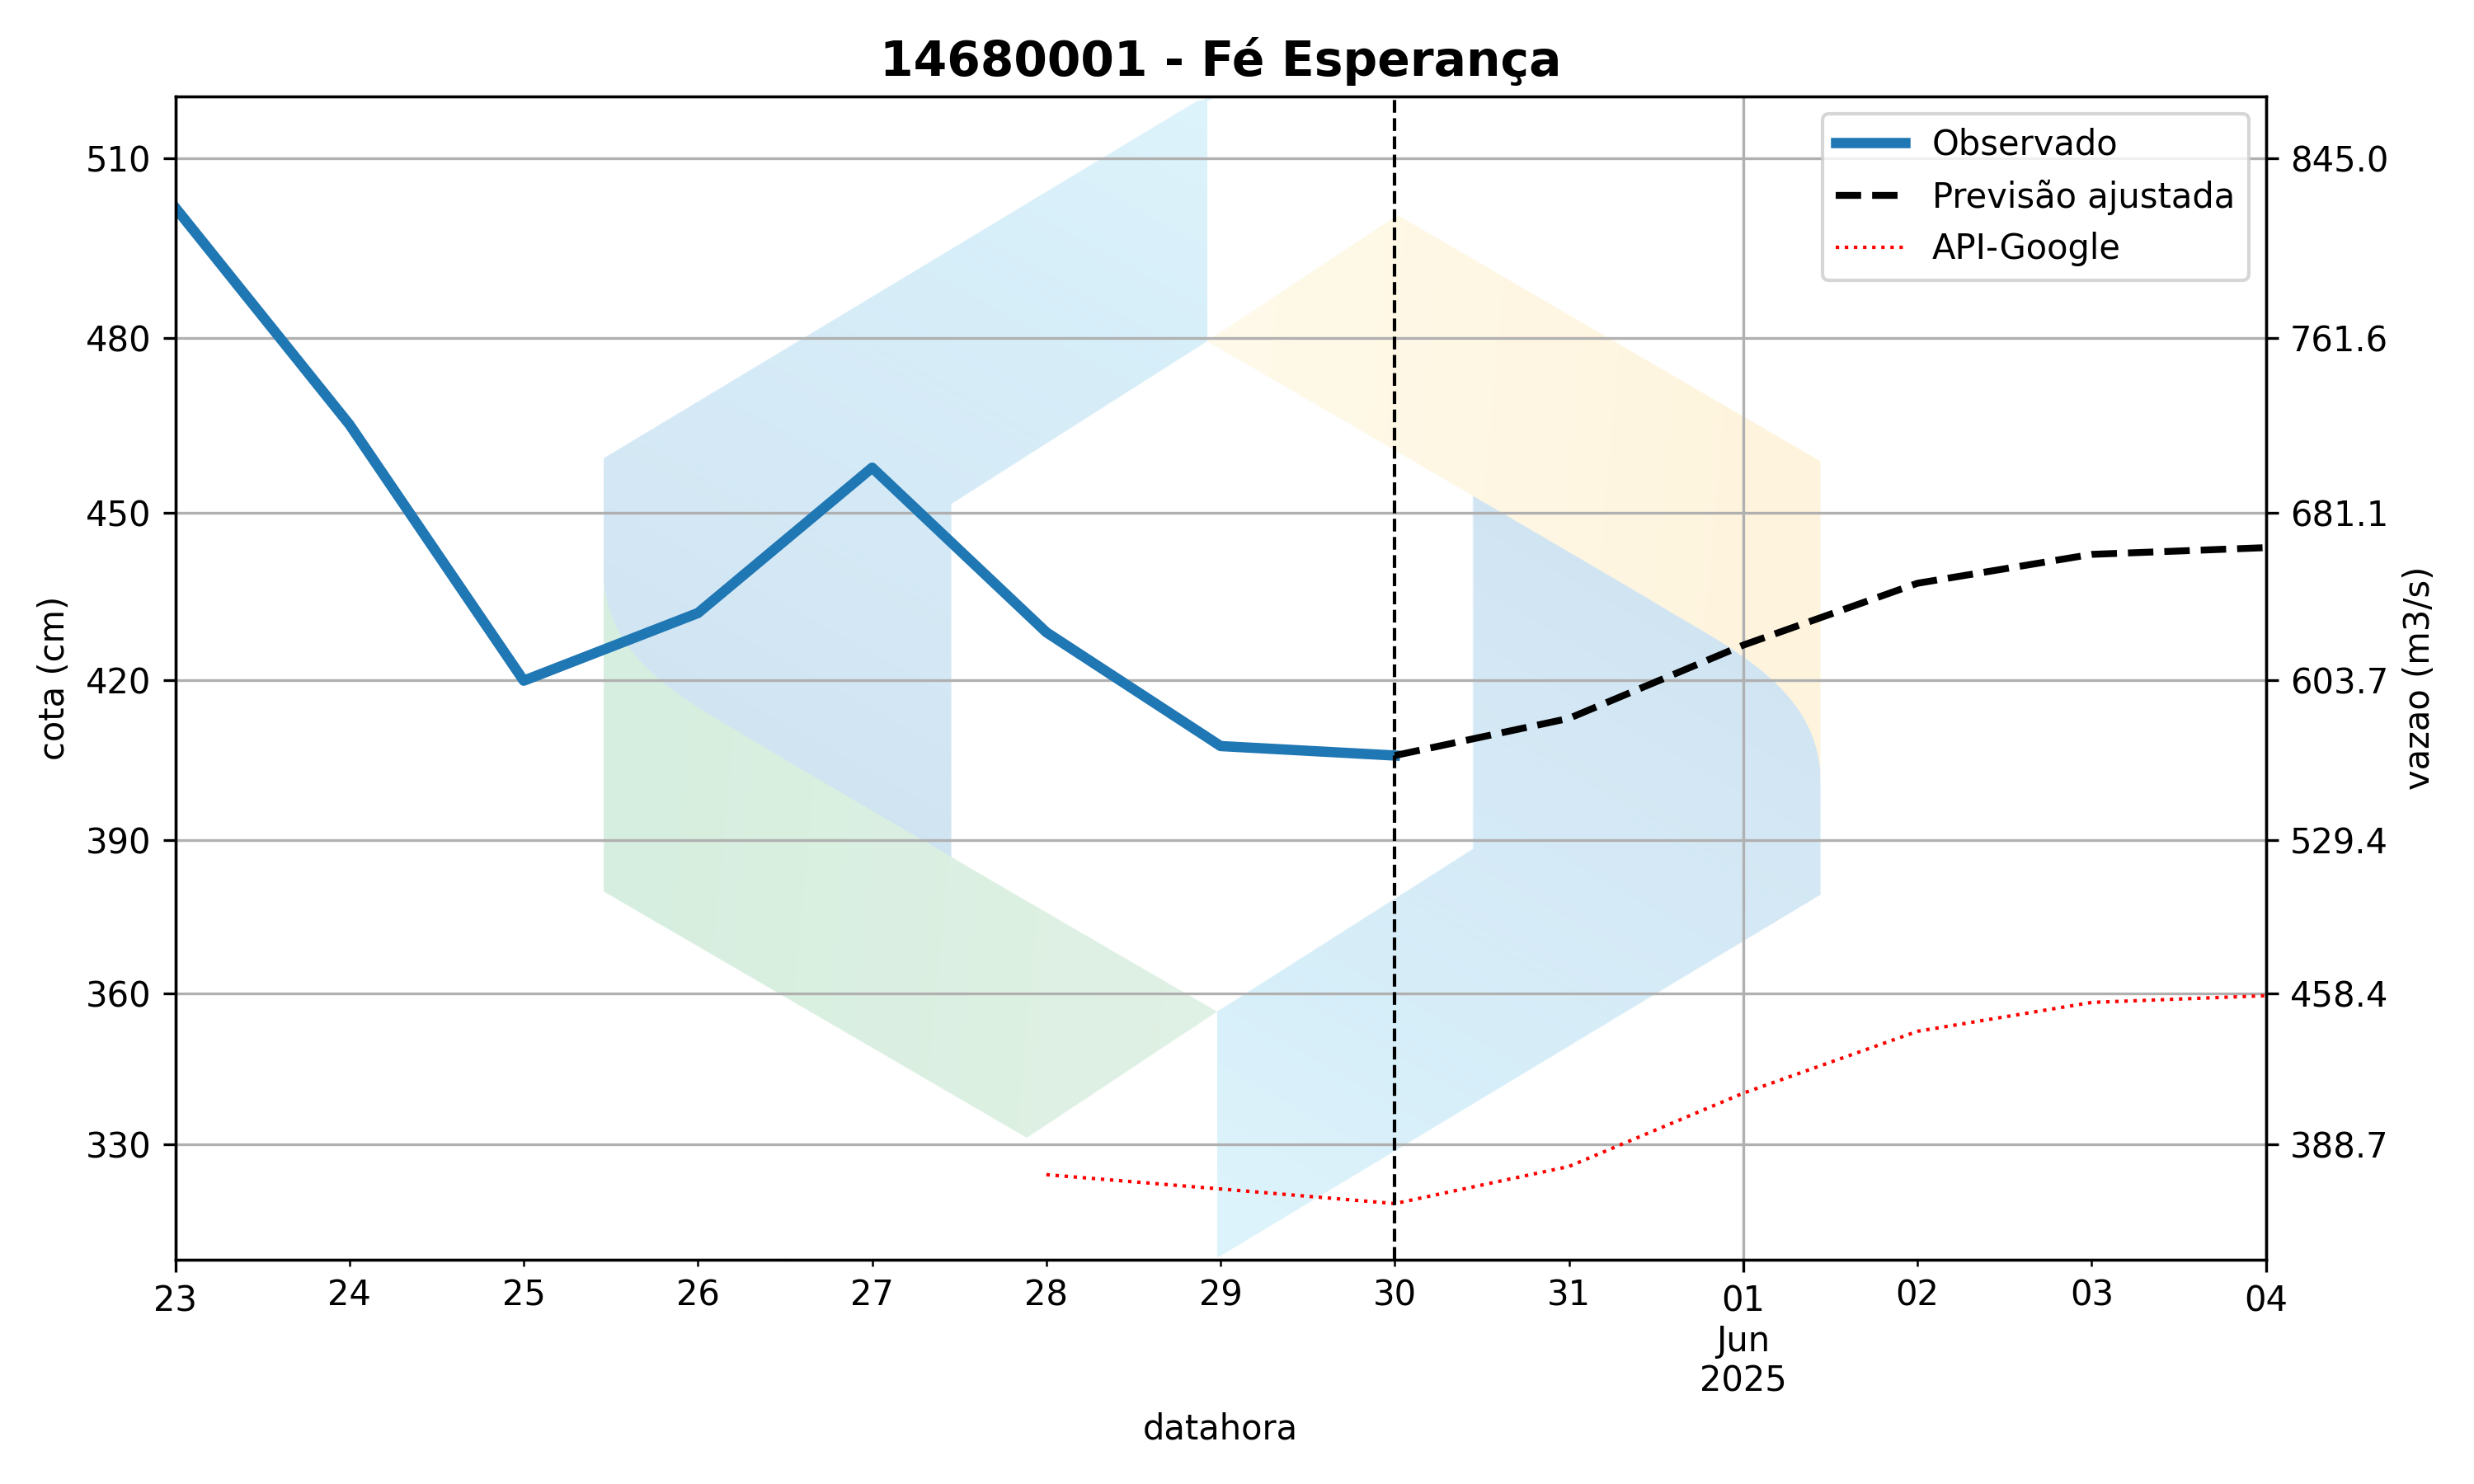 14680001 - Fé Esperança
Observado
Previsão ajustada
API-Google
510
480
450
420
390
360
330
cota (cm)
845.0
761.6
681.1
603.7
529.4
458.4
388.7
vazao (m3/s)
23 24 25 26 27 28 29 30 31 01 02 03 04
Jun
2025
datahora